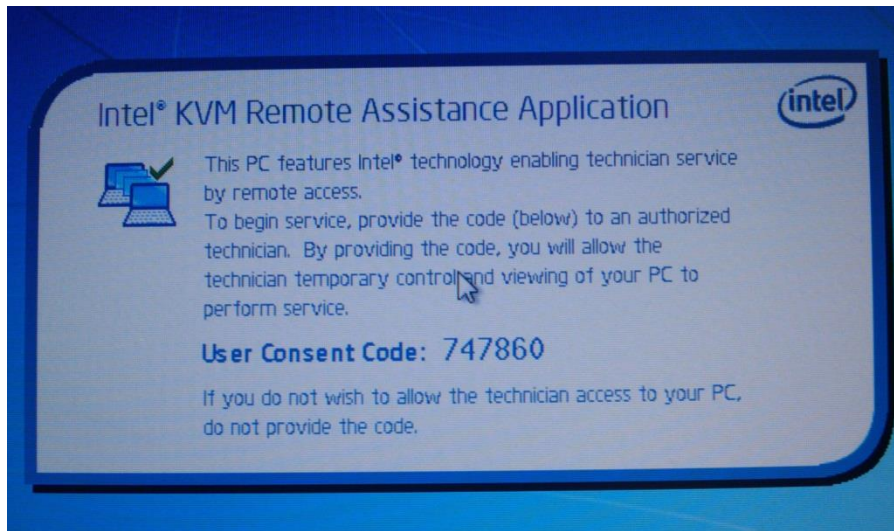 Intel® KVM Remote Assistance Application
intel
This PC features Intel® technology enabling technician service
by remote access.
To begin service, provide the code (below) to an authorized
technician. By providing the code, you will allow the
technician temporary control and viewing of your PC to
perform service.
User Consent Code: 747860
If you do not wish to allow the technician access to your PC,
do not provide the code.